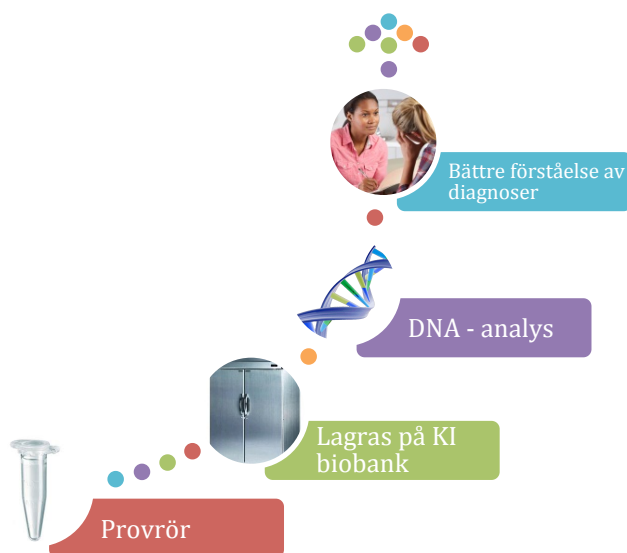 Bättre förståelse av
diagnoser
DNA - analys
Lagras på KI
biobank
Provrör